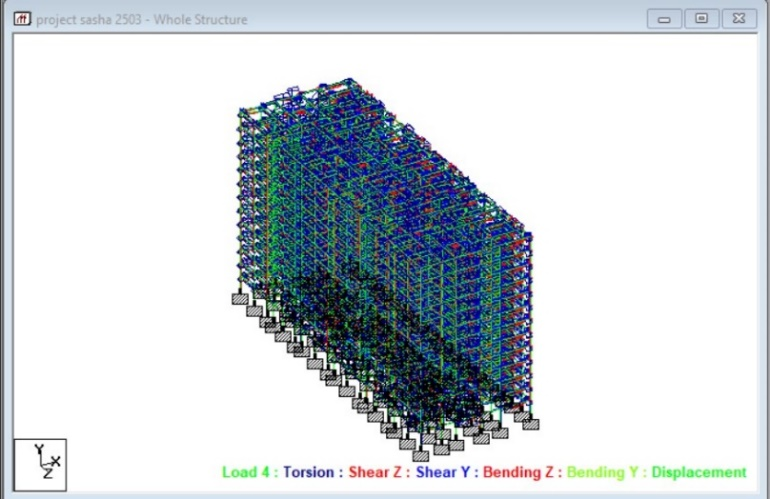 project sasha 2503 - Whole Structure
Y
X
Z
Load 4 : Torsion : Shear Z : Shear Y : Bending Z : Bending Y : Displacement